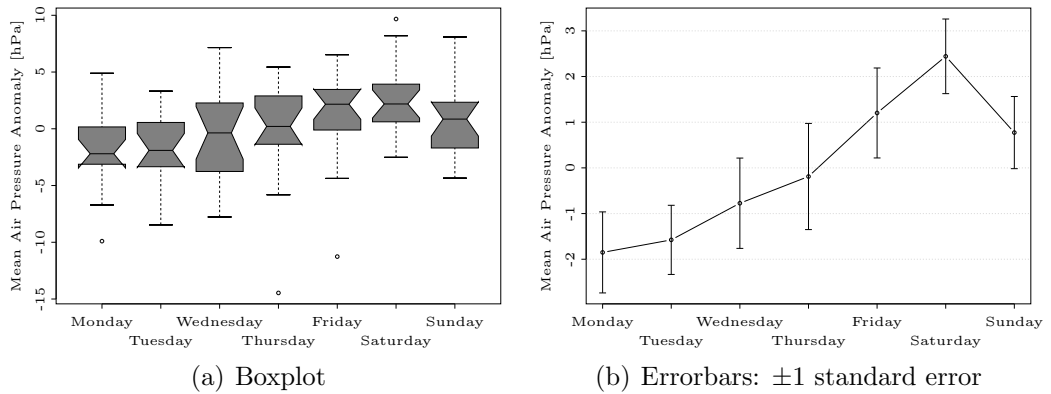 Mean Air Pressure Anomaly [hPa]
10
5
0
-5
-10
-15
Monday Wednesday Friday Sunday
Tuesday Thursday Saturday
(a) Boxplot
Mean Air Pressure Anomaly [hPa]
3
2
1
0
-1
-2
Monday Wednesday Friday Sunday
Tuesday Thursday Saturday
(b) Errorbars: ±1 standard error